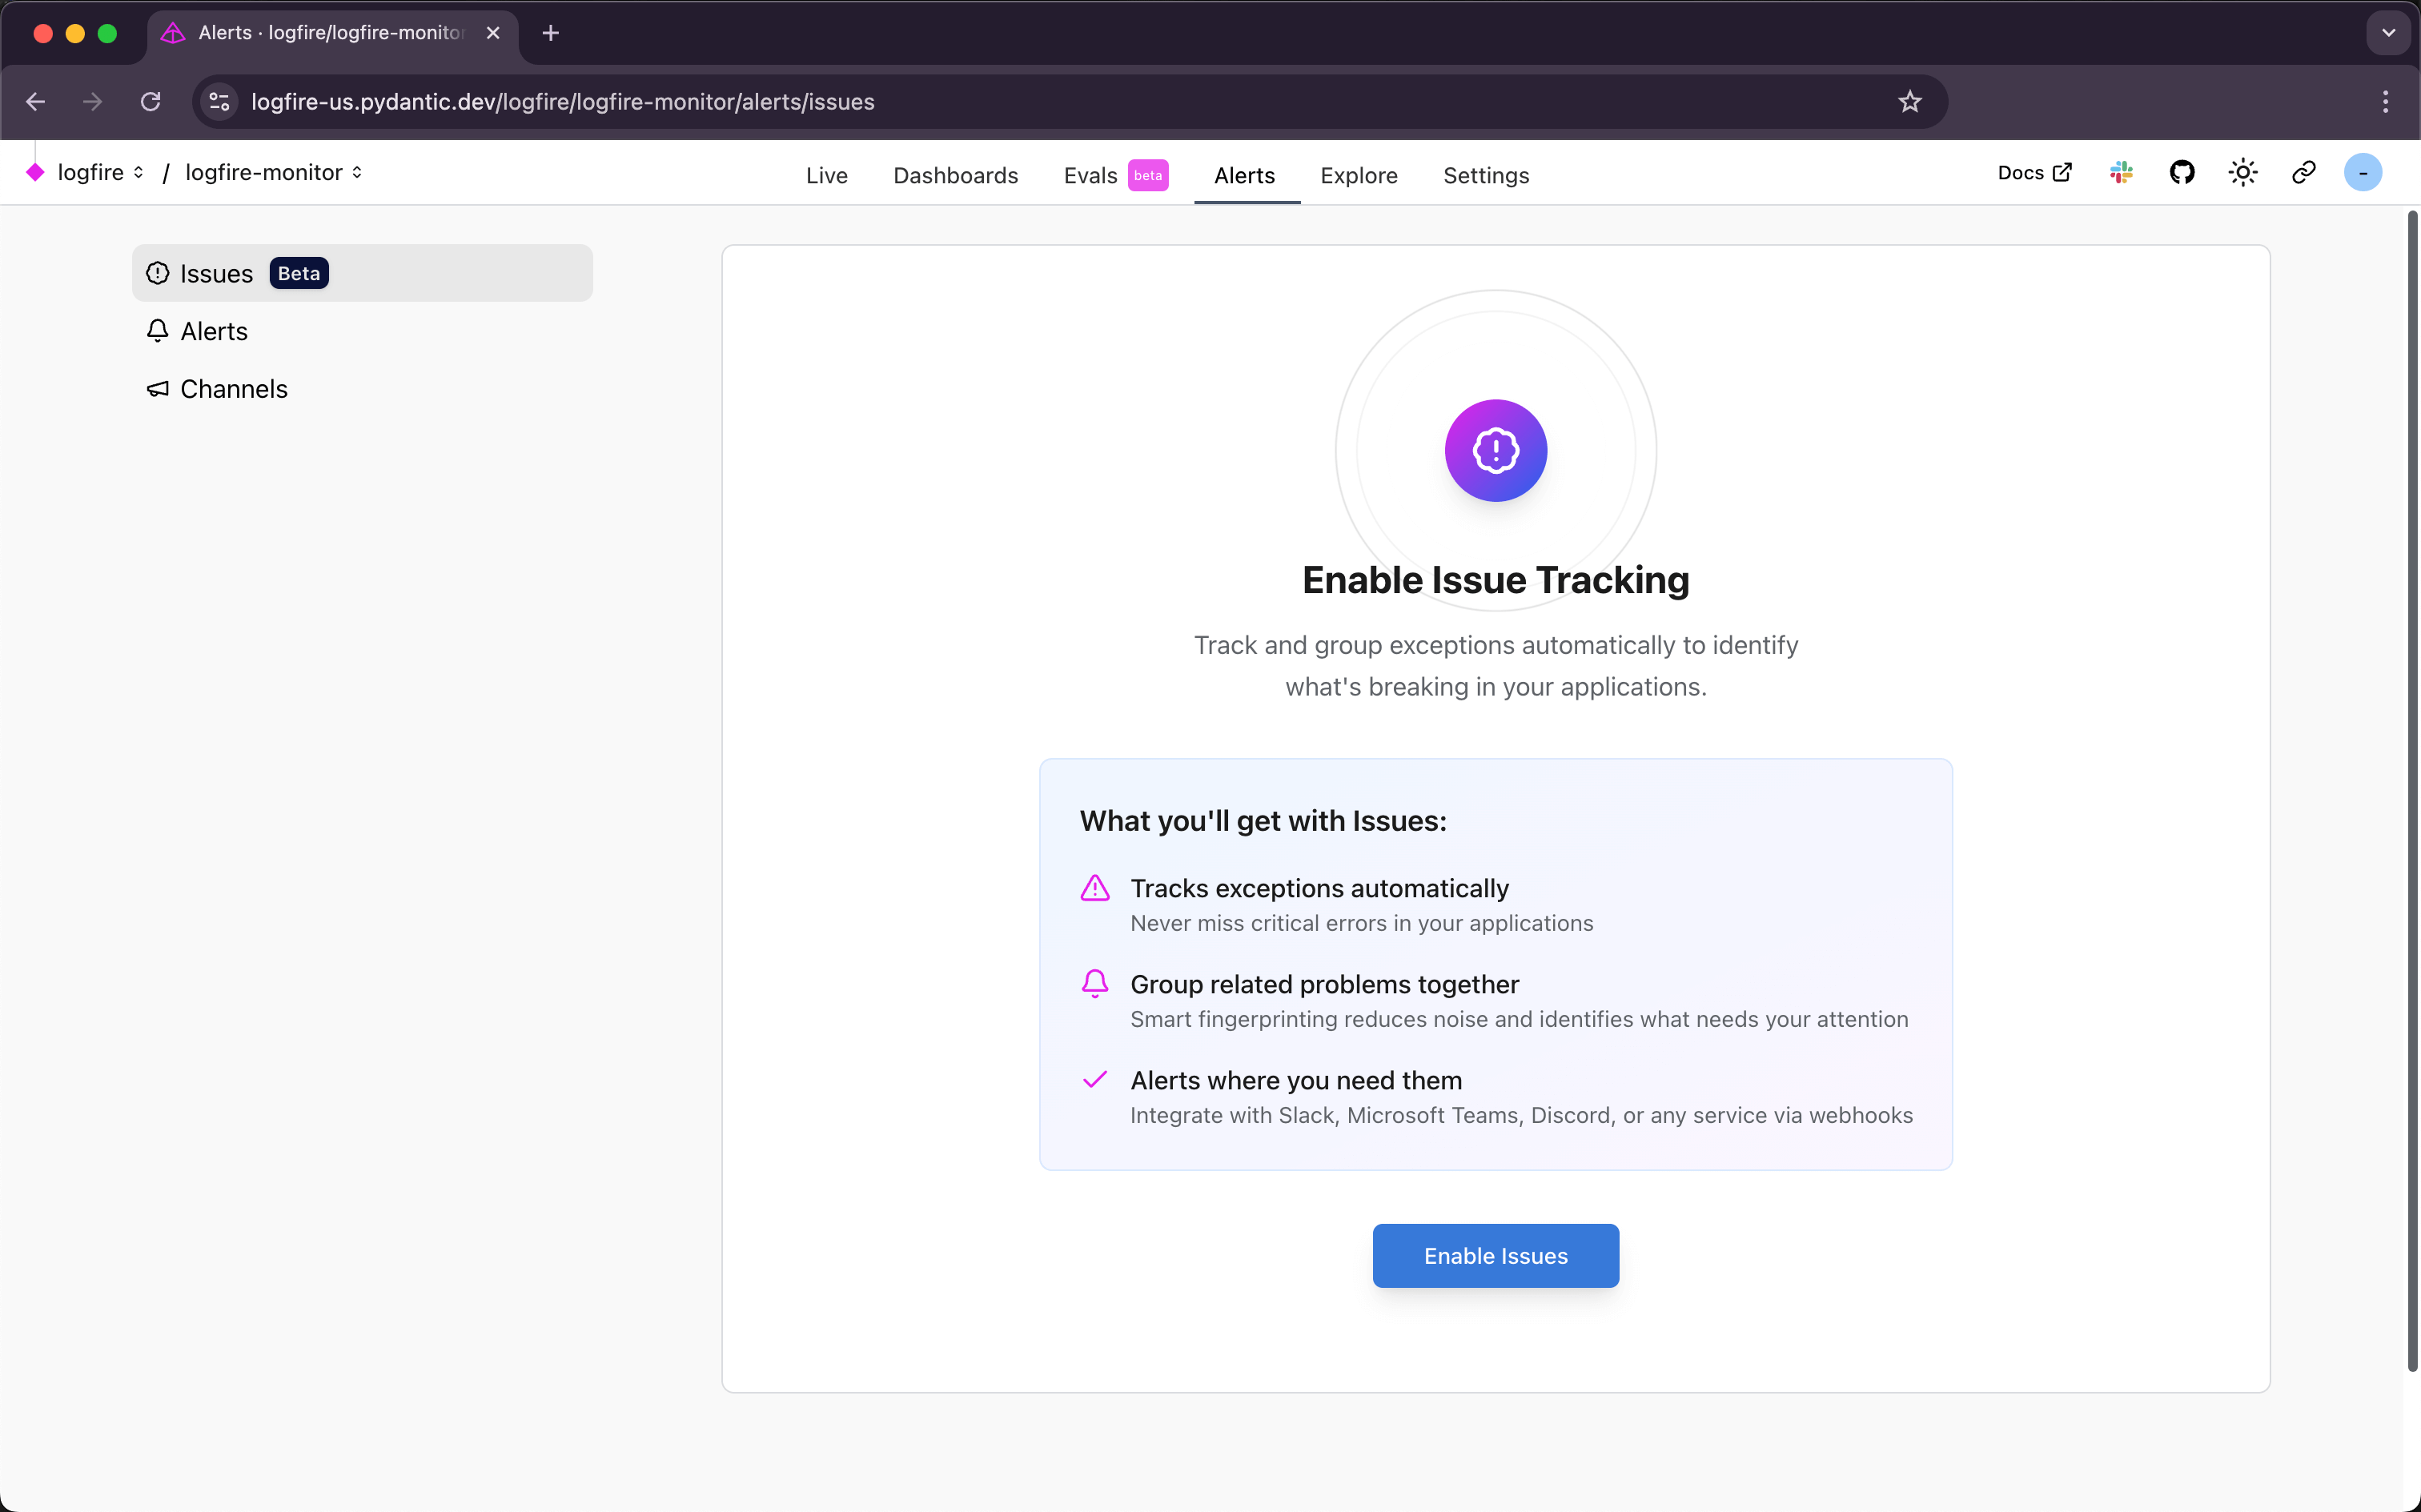 Alerts · logfire/logfire-monitor
logfire-us.pydantic.dev/logfire/logfire-monitor/alerts/issues
logfire / logfire-monitor
Live Dashboards Evals beta Alerts Explore Settings
Docs
-
Issues Beta
Alerts
Channels
Enable Issue Tracking
Track and group exceptions automatically to identify
what's breaking in your applications.
What you'll get with Issues:
Tracks exceptions automatically
Never miss critical errors in your applications
Group related problems together
Smart fingerprinting reduces noise and identifies what needs your attention
Alerts where you need them
Integrate with Slack, Microsoft Teams, Discord, or any service via webhooks
Enable Issues